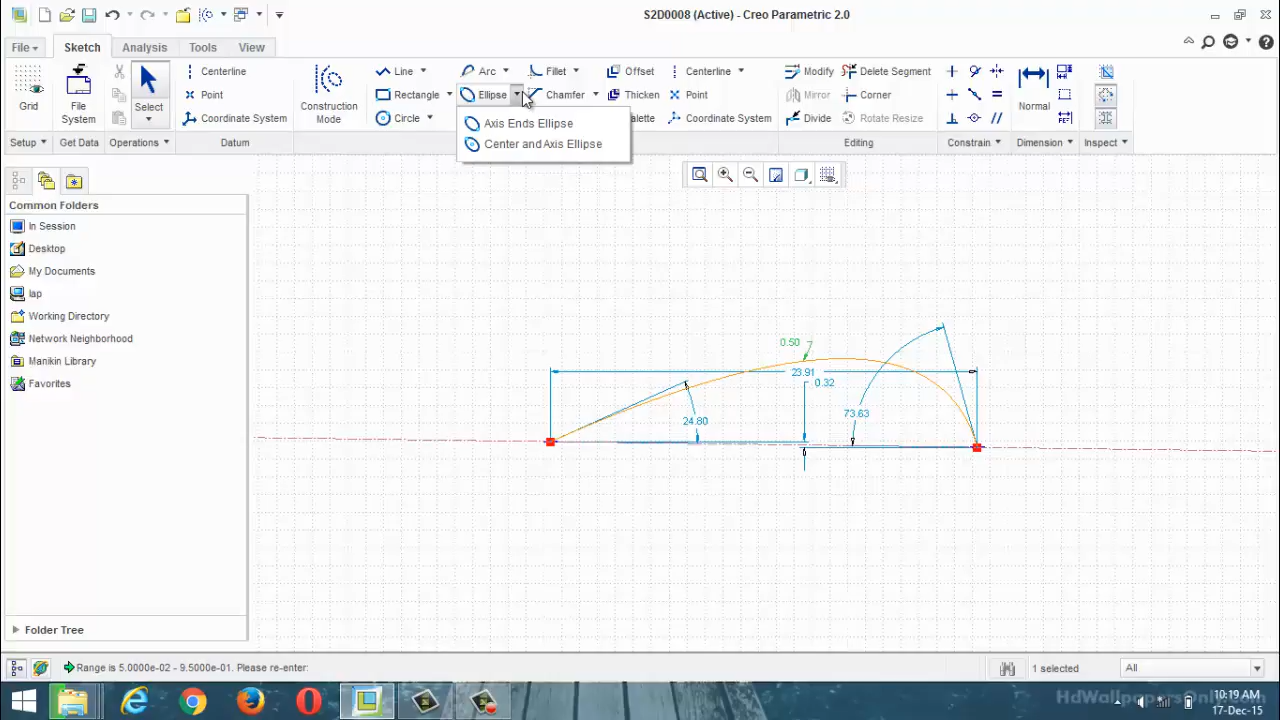 S2D0008 (Active) - Creo Parametric 2.0
File
Sketch
Analysis
Tools
View
Grid
File
System
Select
Centerline
Point
Coordinate System
Construction
Mode
Line
Rectangle
Circle
Arc
Ellipse
Axis Ends Ellipse
Center and Axis Ellipse
Fillet
Chamfer
Offset
Thicken
alette
Centerline
Point
Coordinate System
Modify
Mirror
Divide
Delete Segment
Corner
Rotate Resize
Normal
Setup
Get Data
Operations
Datum
Editing
Constrain
Dimension
Inspect
Common Folders
In Session
Desktop
My Documents
lap
Working Directory
Network Neighborhood
Manikin Library
Favorites
Folder Tree
0.50
23.91
0.32
24.80
73.63
Range is 5.0000e-02 - 9.5000e-01. Please re-enter:
1 selected
All
HdWallpapersOnly.com
10:19 AM
17-Dec-15